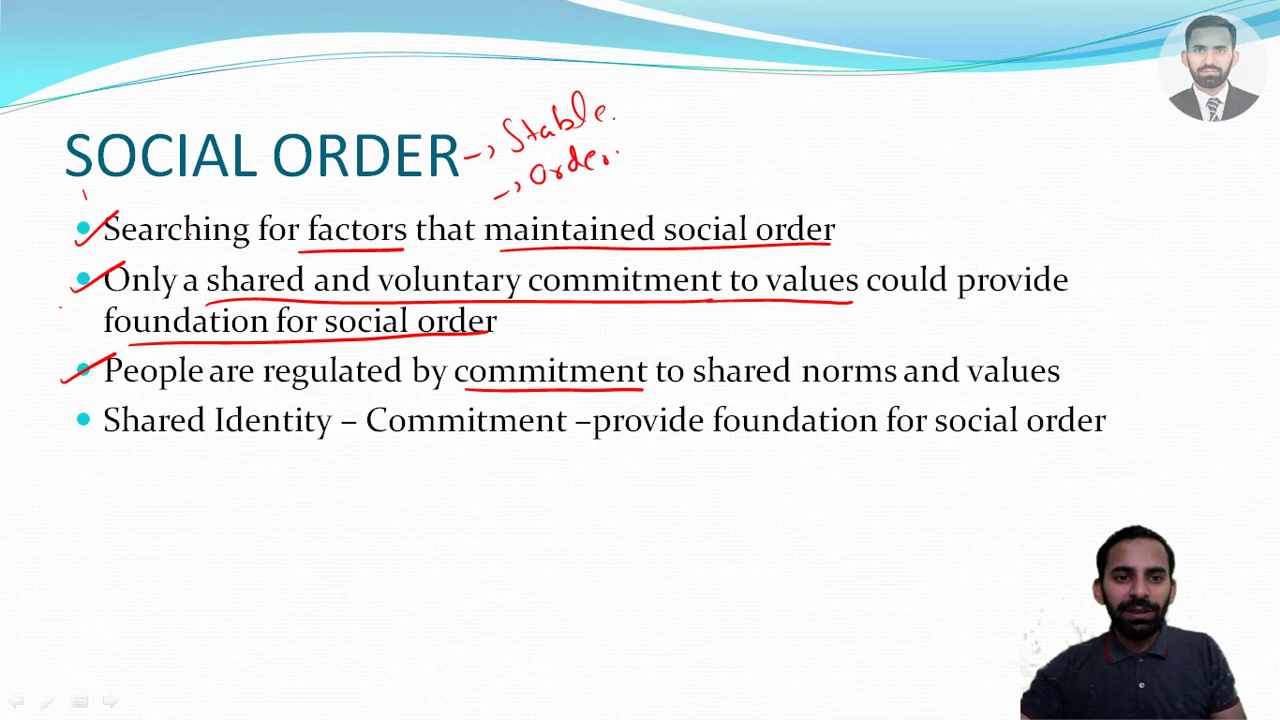 SOCIAL ORDER -> Stable.
-> Order.
Searching for factors that maintained social order
Only a shared and voluntary commitment to values could provide
foundation for social order
People are regulated by commitment to shared norms and values
Shared Identity – Commitment –provide foundation for social order